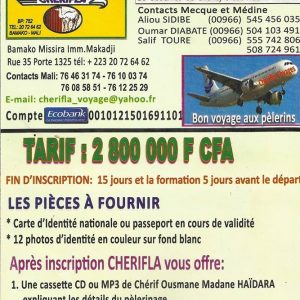 CHERIFLA
BP: 752
TEL: 20 72 64 62
BAMAKO - MALI
Contacts Mecque et Médine
Aliou SIDIBE (00966) 545 456 035
Oumar DIABATE (00966) 504 103 491
Salif TOURE (00966) 555 742 806
508 724 961
Bamako Missira Imm.Makadji
Rue 35 Porte 1325 tél : + 223 20 72 64 62
Contacts Mali: 76 46 31 74 - 76 10 03 74
76 08 58 51 - 76 12 25 29
E-mail: cherifla_voyage@yahoo.fr
Compte Ecobank 0010121501691101
Bon voyage aux pèlerins
TARIF : 2 800 000 F CFA
FIN D'INSCRIPTION: 15 jours et la formation 5 jours avant le départ
LES PIÈCES À FOURNIR
* Carte d'Identité nationale ou passeport en cours de validité
* 12 photos d'identité en couleur sur fond blanc
Après inscription CHERIFLA vous offre:
1. Une cassette CD ou MP3 de Chérif Ousmane Madane HAÏDARA
expliquant les détails du pèlerinage